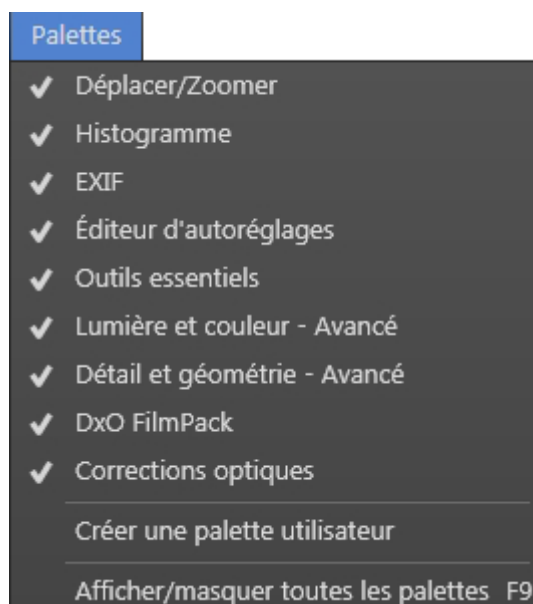 Palettes
Déplacer/Zoomer
Histogramme
EXIF
Éditeur d'autoréglages
Outils essentiels
Lumière et couleur - Avancé
Détail et géométrie - Avancé
DxO FilmPack
Corrections optiques
Créer une palette utilisateur
Afficher/masquer toutes les palettes F9